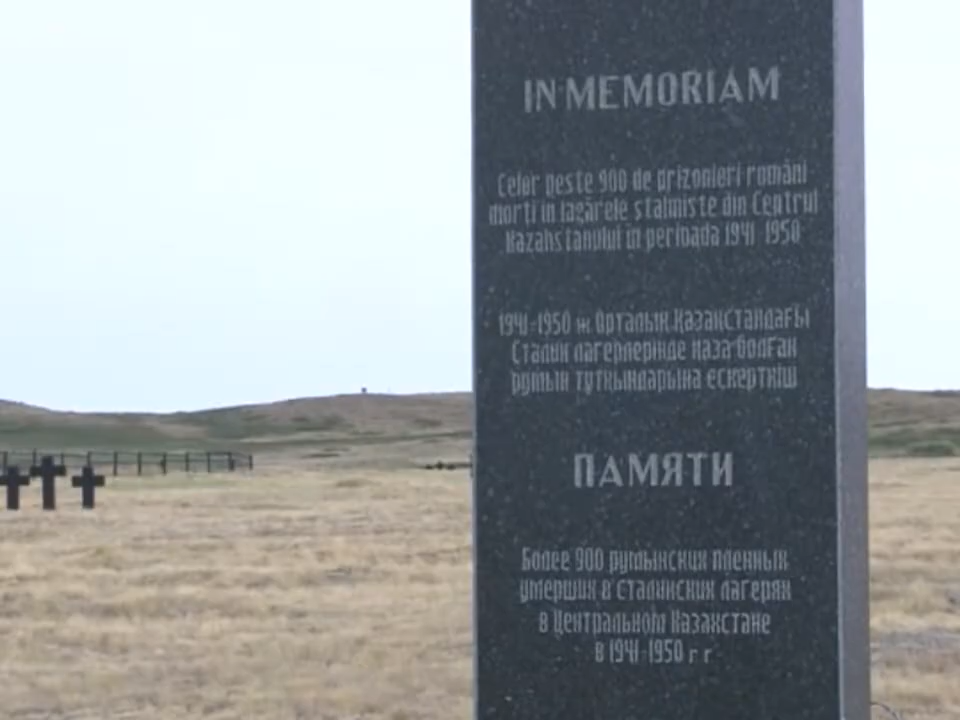 IN MEMORIAM
Celor peste 900 de prizonieri români
morți în lagărele staliniste din Centrul
Kazahstanului în perioada 1941-1950
1941-1950 ж Орталық Қазақстандағы
Сталин лагерлерінде қаза болған
румын тұтқындарына ескерткіш
ПАМЯТИ
Более 900 румынских пленных
умерших в Сталинских лагерях
в Центральном Казахстане
в 1941-1950 г г